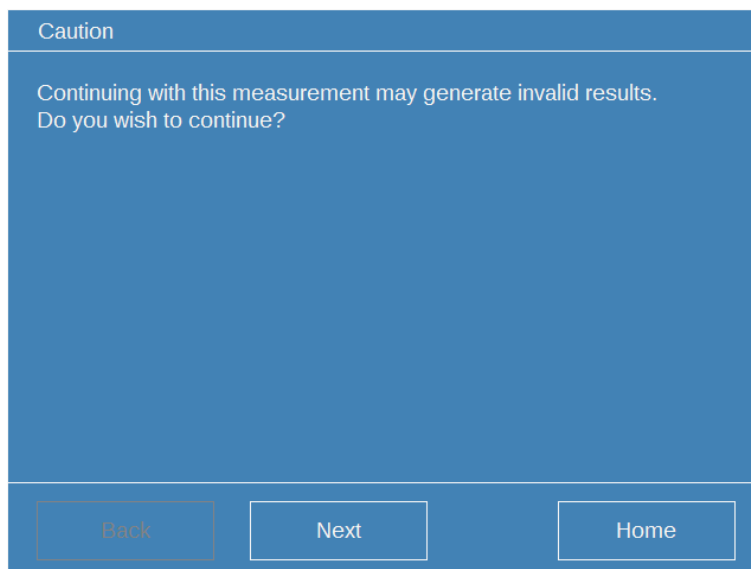 Caution
Continuing with this measurement may generate invalid results.
Do you wish to continue?
Back
Next
Home